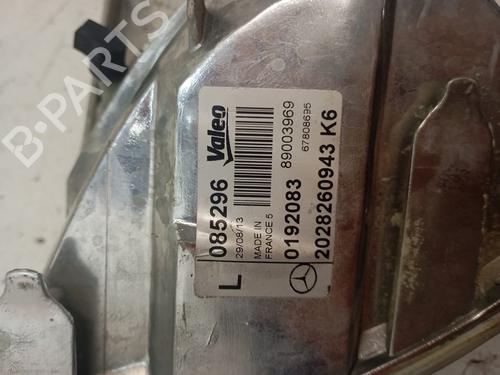 085296 Valeo
29/08/13
MADE IN
FRANCE 5
89003969
67808695
0192083
2028260943 K6
L
B-PARTS